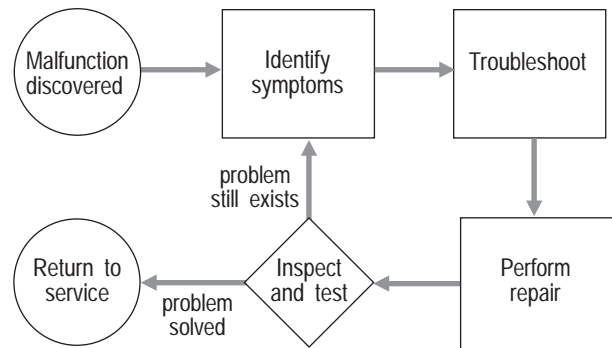 Malfunction
discovered
Identify
symptoms
Troubleshoot
problem
still exists
Return to
service
problem
solved
Inspect
and test
Perform
repair